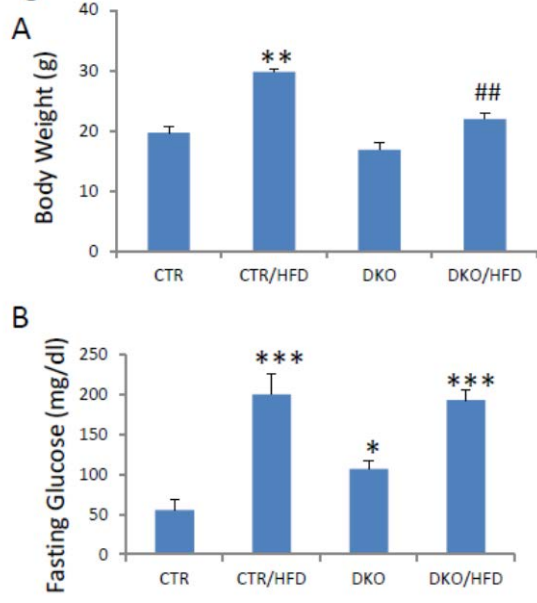 A
Body Weight (g)
40
30
20
10
0
**
##
CTR
CTR/HFD
DKO
DKO/HFD
B
Fasting Glucose (mg/dl)
250
200
150
100
50
0
***
*
***
CTR
CTR/HFD
DKO
DKO/HFD